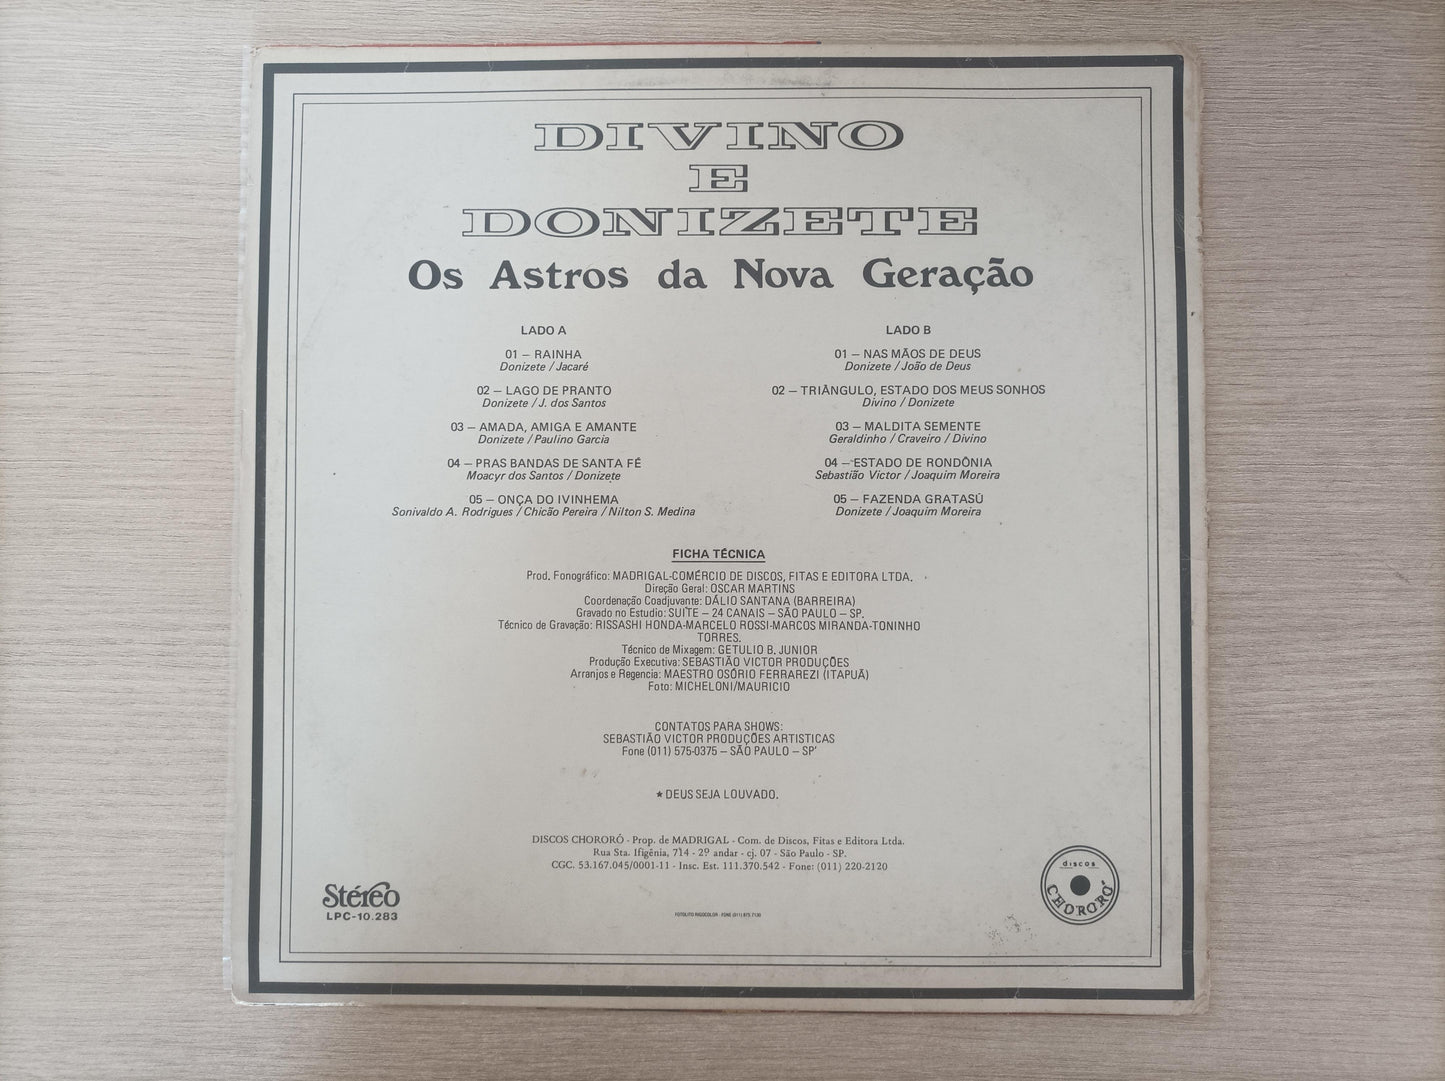 DIVINO
E
DONIZETE
Os Astros da Nova Geração
LADO A
01 – RAINHA
Donizete / Jacaré
02 – LAGO DE PRANTO
Donizete / J. dos Santos
03 – AMADA, AMIGA E AMANTE
Donizete / Paulino Garcia
04 – PRAS BANDAS DE SANTA FÉ
Moacyr dos Santos / Donizete
05 – ONÇA DO IVINHEMA
Sonivaldo A. Rodrigues / Chicão Pereira / Nilton S. Medina
LADO B
01 – NAS MÃOS DE DEUS
Donizete / João de Deus
02 – TRIÂNGULO, ESTADO DOS MEUS SONHOS
Divino / Donizete
03 – MALDITA SEMENTE
Geraldinho / Craveiro / Divino
04 – ESTADO DE RONDÔNIA
Sebastião Victor / Joaquim Moreira
05 – FAZENDA GRATASÚ
Donizete / Joaquim Moreira
FICHA TÉCNICA
Prod. Fonográfico: MADRIGAL-COMÉRCIO DE DISCOS, FITAS E EDITORA LTDA.
Direção Geral: OSCAR MARTINS
Coordenação Coadjuvante: DÁLIO SANTANA (BARREIRA)
Gravado no Estudio: SUITE – 24 CANAIS – SÃO PAULO – SP.
Técnico de Gravação: RISSASHI HONDA-MARCELO ROSSI-MARCOS MIRANDA-TONINHO
TORRES.
Técnico de Mixagem: GETULIO B. JUNIOR
Produção Executiva: SEBASTIÃO VICTOR PRODUÇÕES
Arranjos e Regencia: MAESTRO OSÓRIO FERRAREZI (ITAPUÃ)
Foto: MICHELONI/MAURICIO
CONTATOS PARA SHOWS:
SEBASTIÃO VICTOR PRODUÇÕES ARTISTICAS
Fone (011) 575-0375 – SÃO PAULO – SP
★ DEUS SEJA LOUVADO.
DISCOS CHORORÓ - Prop. de MADRIGAL - Com. de Discos, Fitas e Editora Ltda.
Rua Sta. Ifigênia, 714 - 2º andar - cj. 07 - São Paulo - SP.
CGC. 53.167.045/0001-11 - Insc. Est. 111.370.542 - Fone: (011) 220-2120
Stéreo
LPC-10.283
FOTOLITO RIGOCOLOR - FONE (011) 875.7130
discos
CHORORÓ